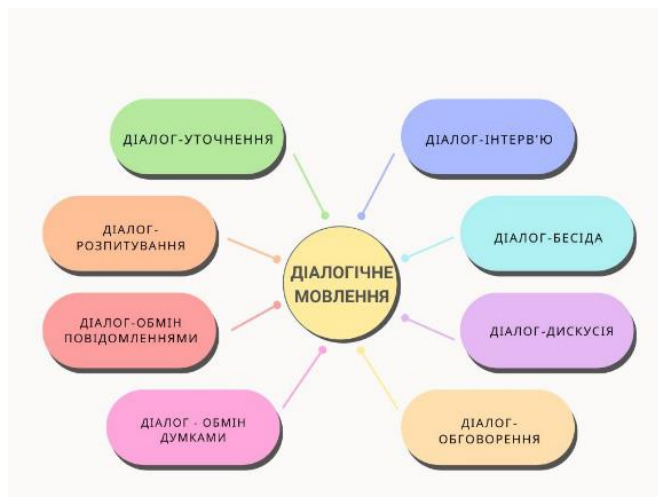 ДІАЛОГ-УТОЧНЕННЯ
ДІАЛОГ-ІНТЕРВ'Ю
ДІАЛОГ-
РОЗПИТУВАННЯ
ДІАЛОГ-БЕСІДА
ДІАЛОГІЧНЕ
МОВЛЕННЯ
ДІАЛОГ-ОБМІН
ПОВІДОМЛЕННЯМИ
ДІАЛОГ-ДИСКУСІЯ
ДІАЛОГ - ОБМІН
ДУМКАМИ
ДІАЛОГ-
ОБГОВОРЕННЯ